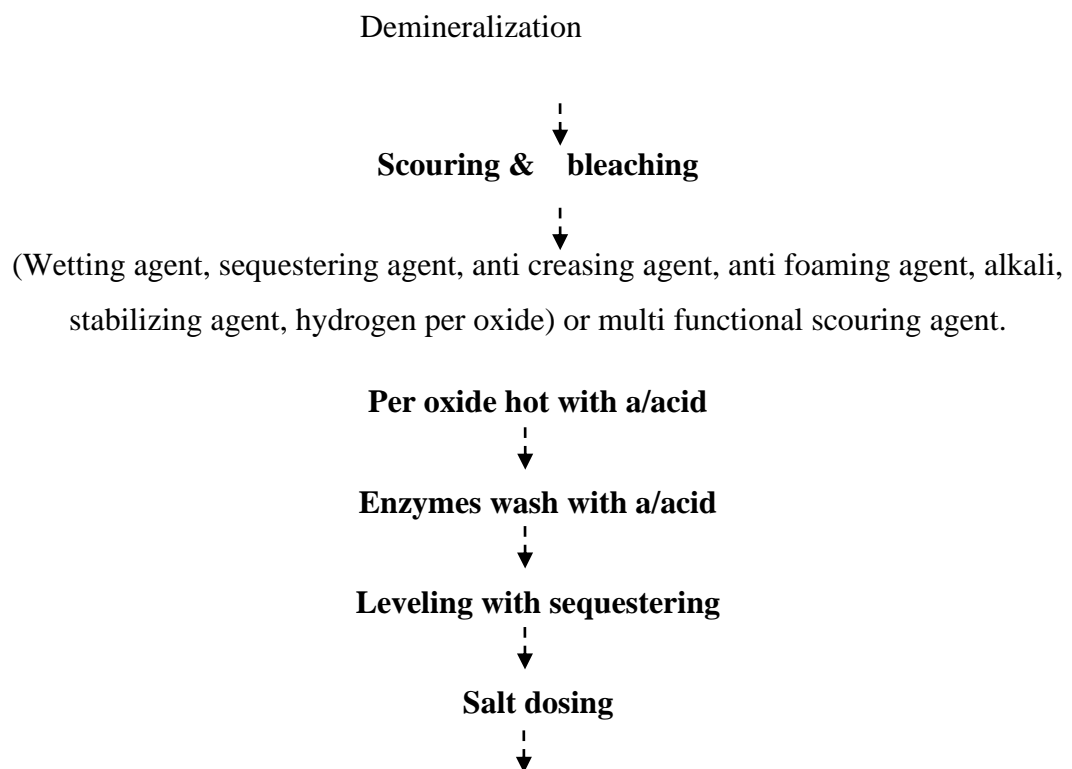 Demineralization
Scouring & bleaching
(Wetting agent, sequestering agent, anti creasing agent, anti foaming agent, alkali,
stabilizing agent, hydrogen per oxide) or multi functional scouring agent.
Per oxide hot with a/acid
Enzymes wash with a/acid
Leveling with sequestering
Salt dosing